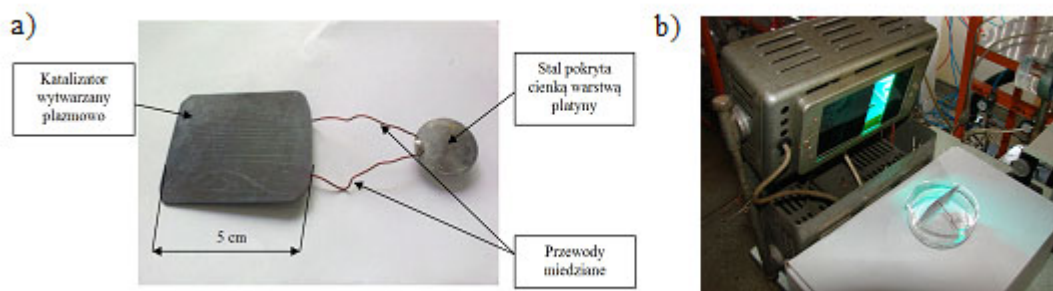 a)
b)
Katalizator
wytwarzany
plazmowo
Stal pokryta
cienką warstwą
platyny
5 cm
Przewody
miedziane